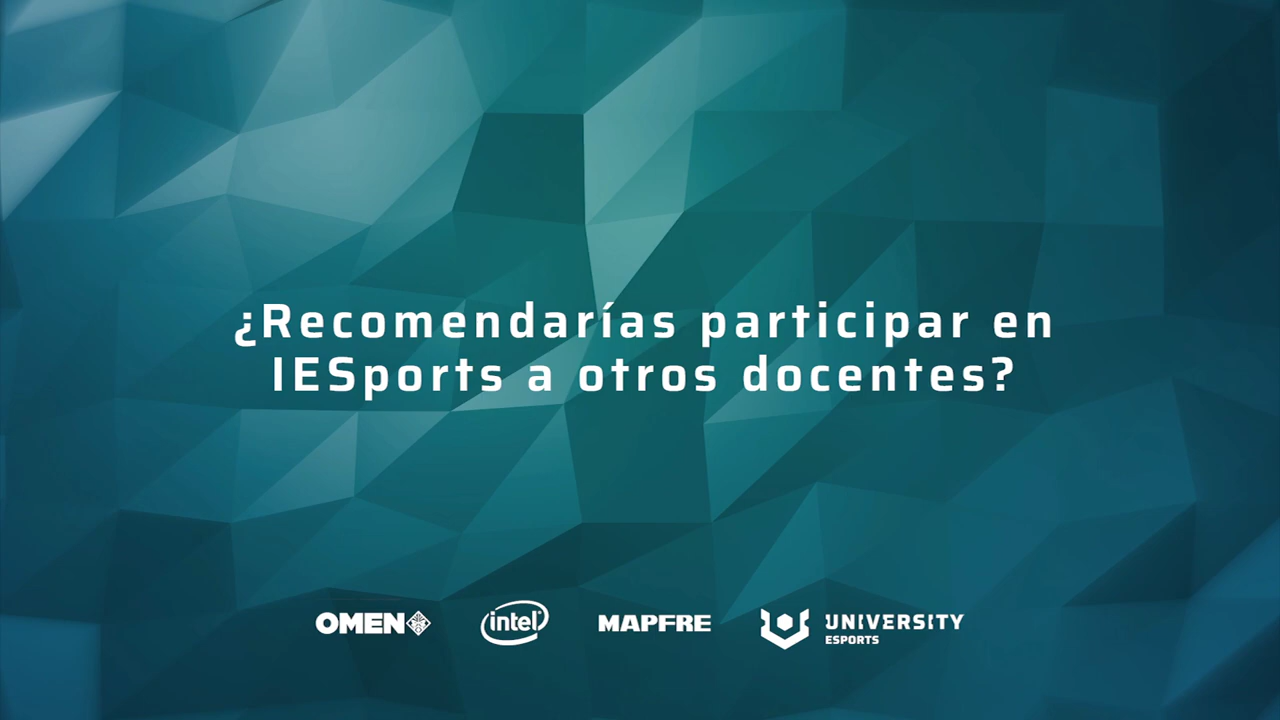 ¿Recomendarías participar en
IESports a otros docentes?
OMEN intel MAPFRE UNIVERSITY
ESPORTS